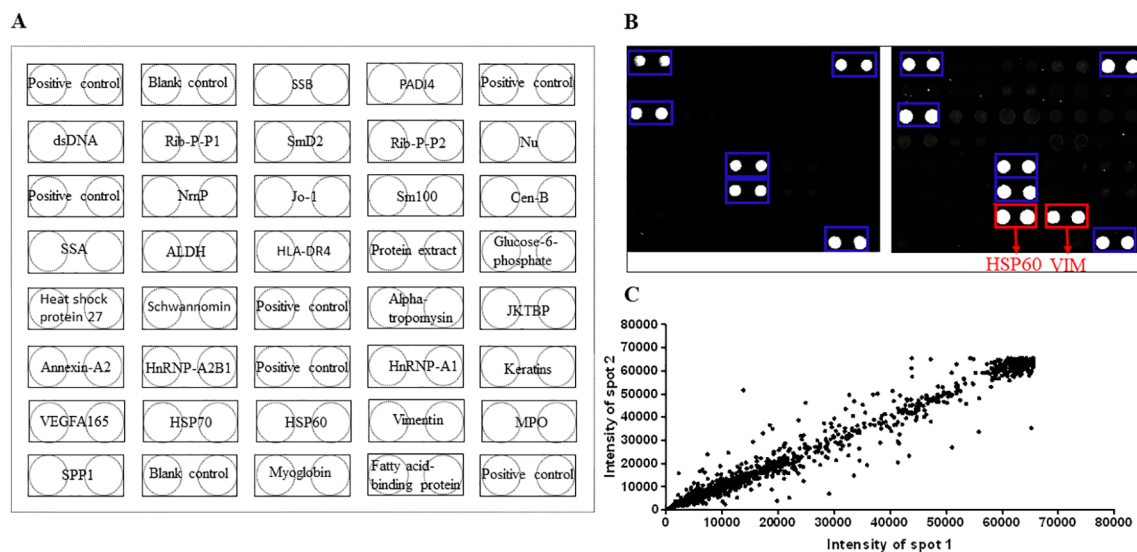 A
Positive control Blank control SSB PADI4 Positive control
dsDNA Rib-P-P1 SmD2 Rib-P-P2 Nu
Positive control NrnP Jo-1 Sm100 Cen-B
SSA ALDH HLA-DR4 Protein extract Glucose-6-
phosphate
Heat shock
protein 27 Schwannomin Positive control Alpha-
tropomysin JKTBP
Annexin-A2 HnRNP-A2B1 Positive control HnRNP-A1 Keratins
VEGFA165 HSP70 HSP60 Vimentin MPO
SPP1 Blank control Myoglobin Fatty acid-
binding protein Positive control
B
HSP60 VIM
C
Intensity of spot 2
80000
70000
60000
50000
40000
30000
20000
10000
0
0 10000 20000 30000 40000 50000 60000 70000 80000
Intensity of spot 1